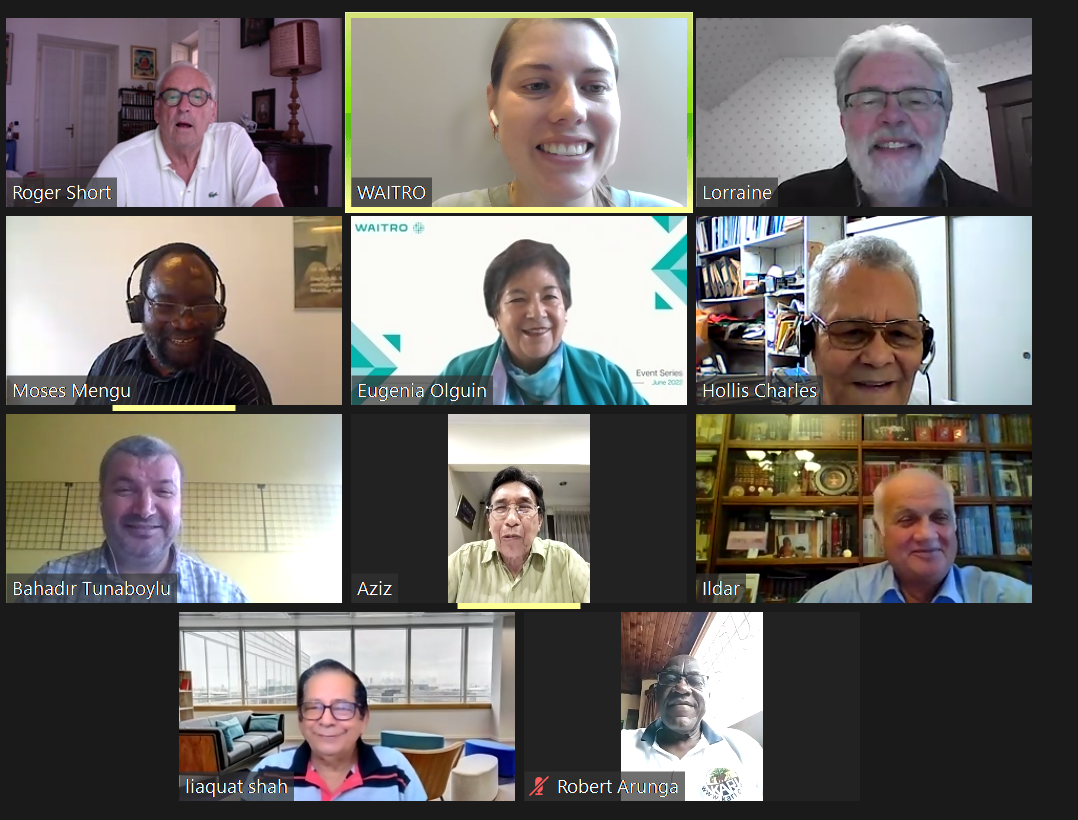 Roger Short
WAITRO
Lorraine
Moses Mengu
WAITRO
Event Series
June 2021
Eugenia Olguin
Hollis Charles
Bahadır Tunaboylu
Aziz
Ildar
liaquat shah
Robert Arunga